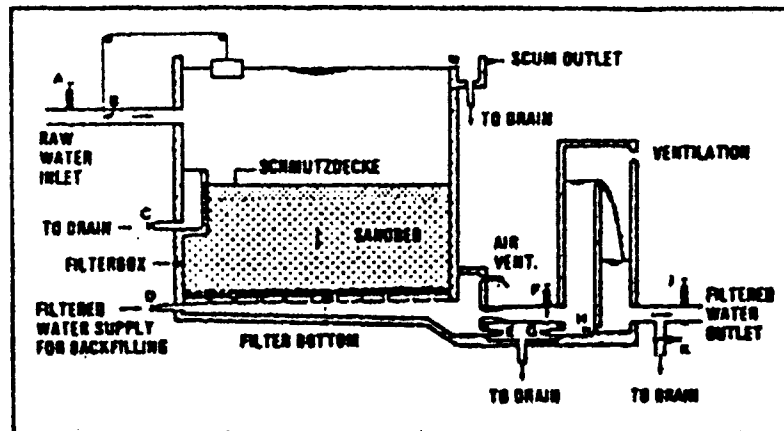 A
B
SCUM OUTLET
TO DRAIN
RAW
WATER
INLET
SCHMUTZDECKE
VENTILATION
C
TO DRAIN
SANDBED
AIR
VENT.
FILTERBOX
D
F
J
FILTERED
WATER SUPPLY
FOR BACKFILLING
FILTER BOTTOM
G
H
FILTERED
WATER
OUTLET
K
TO DRAIN
TO DRAIN